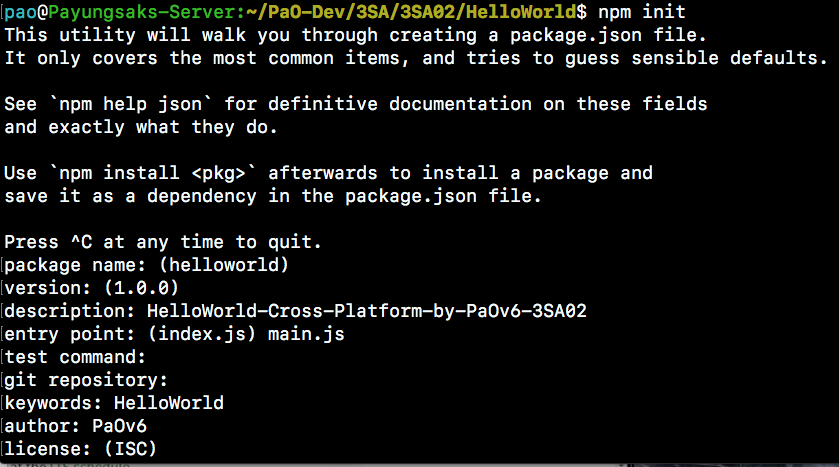 pao@Payungsaks-Server:~/PaO-Dev/3SA/3SA02/HelloWorld$ npm init
This utility will walk you through creating a package.json file.
It only covers the most common items, and tries to guess sensible defaults.
See `npm help json` for definitive documentation on these fields
and exactly what they do.
Use `npm install <pkg>` afterwards to install a package and
save it as a dependency in the package.json file.
Press ^C at any time to quit.
package name: (helloworld)
version: (1.0.0)
description: HelloWorld-Cross-Platform-by-PaOv6-3SA02
entry point: (index.js) main.js
test command:
git repository:
keywords: HelloWorld
author: PaOv6
license: (ISC)